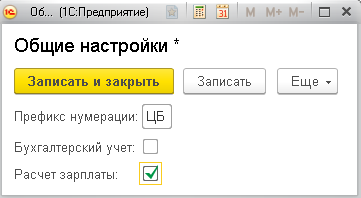 Об... (1С:Предприятие) M M+ M-
Общие настройки *
Записать и закрыть Записать Еще
Префикс нумерации: ЦБ
Бухгалтерский учет:
Расчет зарплаты: